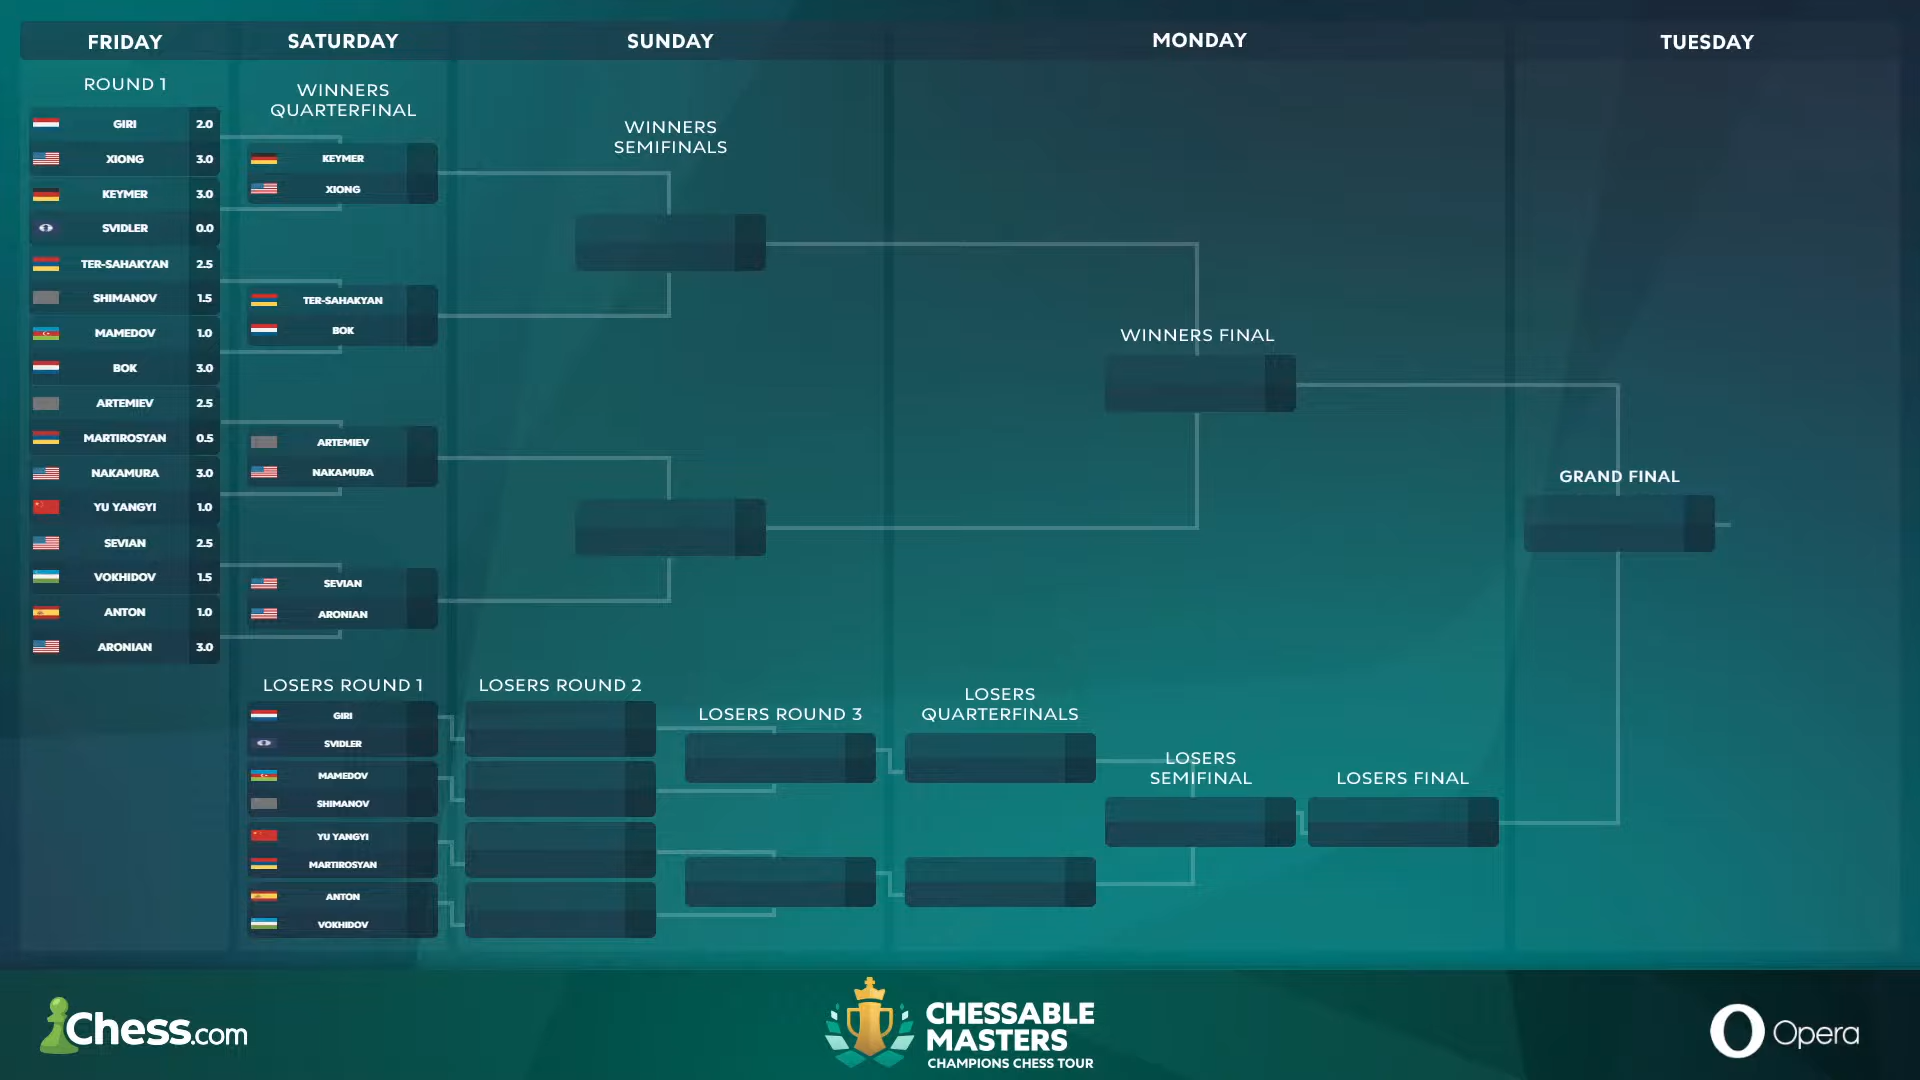 FRIDAY
SATURDAY
SUNDAY
MONDAY
TUESDAY
ROUND 1
GIRI 2.0
XIONG 3.0
KEYMER 3.0
SVIDLER 0.0
TER-SAHAKYAN 2.5
SHIMANOV 1.5
MAMEDOV 1.0
BOK 3.0
ARTEMIEV 2.5
MARTIROSYAN 0.5
NAKAMURA 3.0
YU YANGYI 1.0
SEVIAN 2.5
VOKHIDOV 1.5
ANTON 1.0
ARONIAN 3.0
WINNERS
QUARTERFINAL
KEYMER
XIONG
TER-SAHAKYAN
BOK
ARTEMIEV
NAKAMURA
SEVIAN
ARONIAN
WINNERS
SEMIFINALS
WINNERS FINAL
GRAND FINAL
LOSERS ROUND 1
GIRI
SVIDLER
MAMEDOV
SHIMANOV
YU YANGYI
MARTIROSYAN
ANTON
VOKHIDOV
LOSERS ROUND 2
LOSERS ROUND 3
LOSERS
QUARTERFINALS
LOSERS
SEMIFINAL
LOSERS FINAL
Chess.com
CHESSABLE
MASTERS
CHAMPIONS CHESS TOUR
Opera